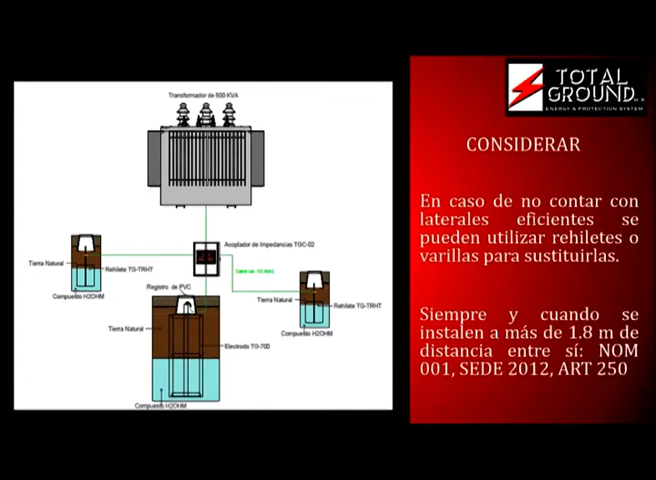 TOTAL
GROUND M.R.
ENERGY & PROTECTION SYSTEM
CONSIDERAR
En caso de no contar con
laterales eficientes se
pueden utilizar rehiletes o
varillas para sustituirlas.
Siempre y cuando se
instalen a más de 1.8 m de
distancia entre sí: NOM
001, SEDE 2012, ART 250
Transformador de 500 KVA
Acoplador de Impedancias TGC-02
Tierra Natural
Rehilete TG-TRHT
Compuesto H2OHM
Registro de PVC
Tierra Natural
Rehilete TG-TRHT
Compuesto H2OHM
Tierra Natural
Electrodo TG-700
Compuesto H2OHM